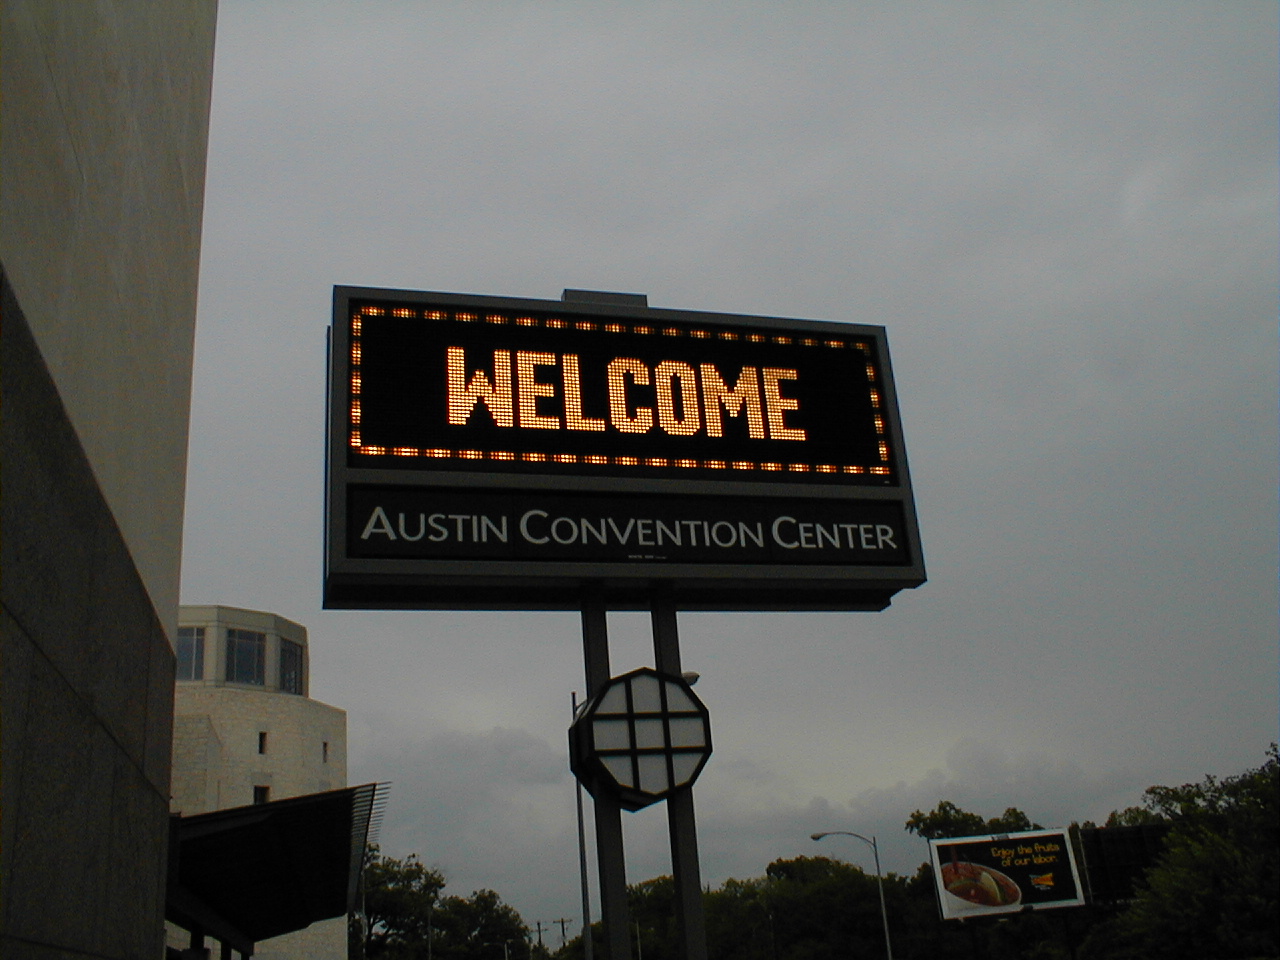 WELCOME
AUSTIN CONVENTION CENTER
Enjoy the fruits
of our labor.